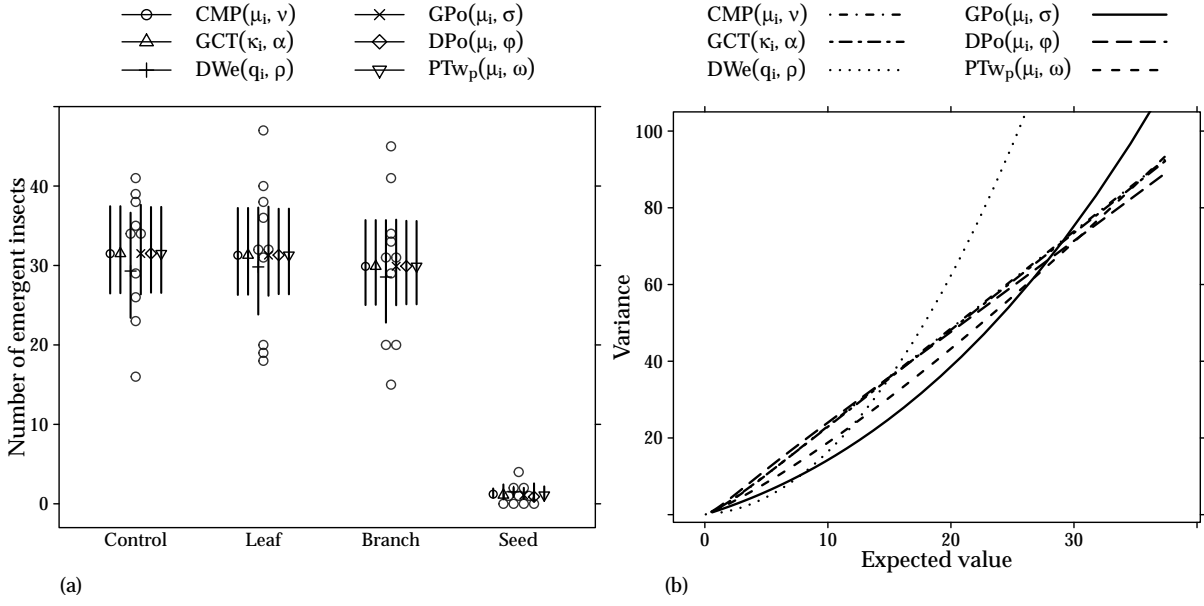 CMP(μi, ν)
GCT(κi, α)
DWe(qi, ρ)
GPo(μi, σ)
DPo(μi, φ)
PTwp(μi, ω)
Number of emergent insects
40
30
20
10
0
Control Leaf Branch Seed
(a)
CMP(μi, ν)
GCT(κi, α)
DWe(qi, ρ)
GPo(μi, σ)
DPo(μi, φ)
PTwp(μi, ω)
Variance
100
80
60
40
20
0 10 20 30
Expected value
(b)